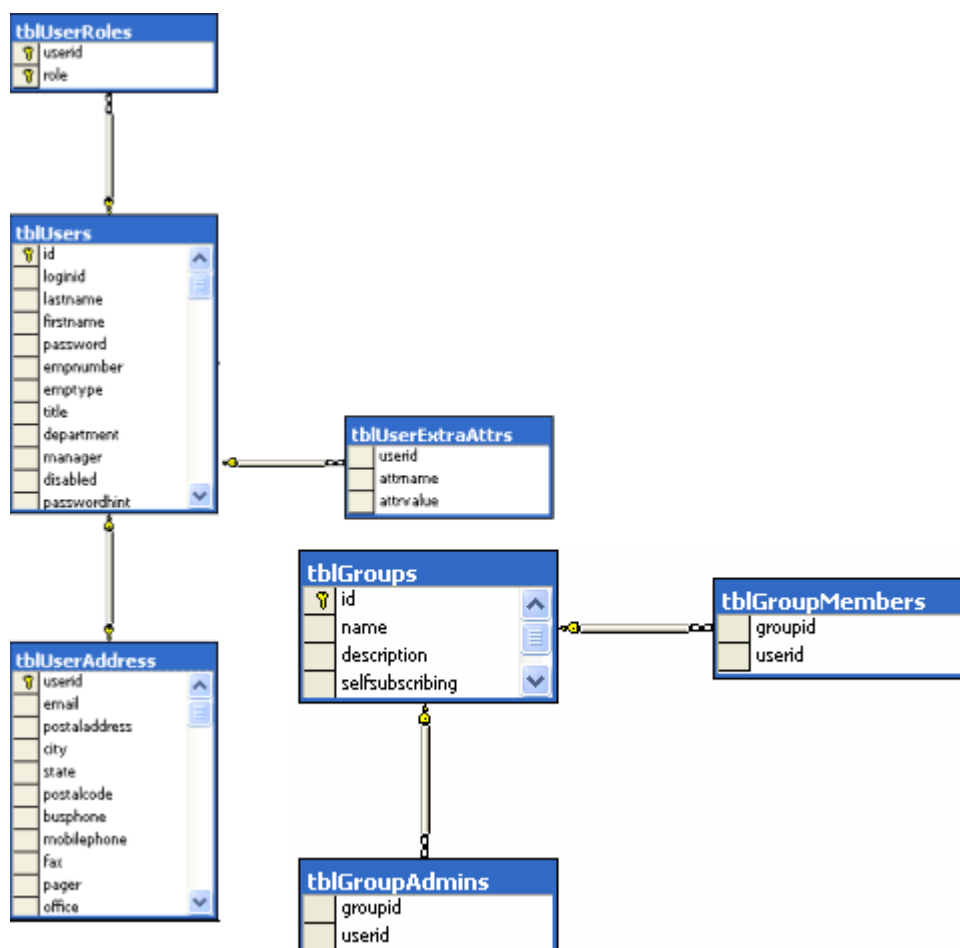 tblUserRoles
userid
role
tblUsers
id
loginid
lastname
firstname
password
empnumber
emptype
title
department
manager
disabled
passwordhint
tblUserExtraAttrs
userid
attrname
attrvalue
tblUserAddress
userid
email
postaladdress
city
state
postalcode
busphone
mobilephone
fax
pager
office
tblGroups
id
name
description
selfsubscribing
tblGroupMembers
groupid
userid
tblGroupAdmins
groupid
userid